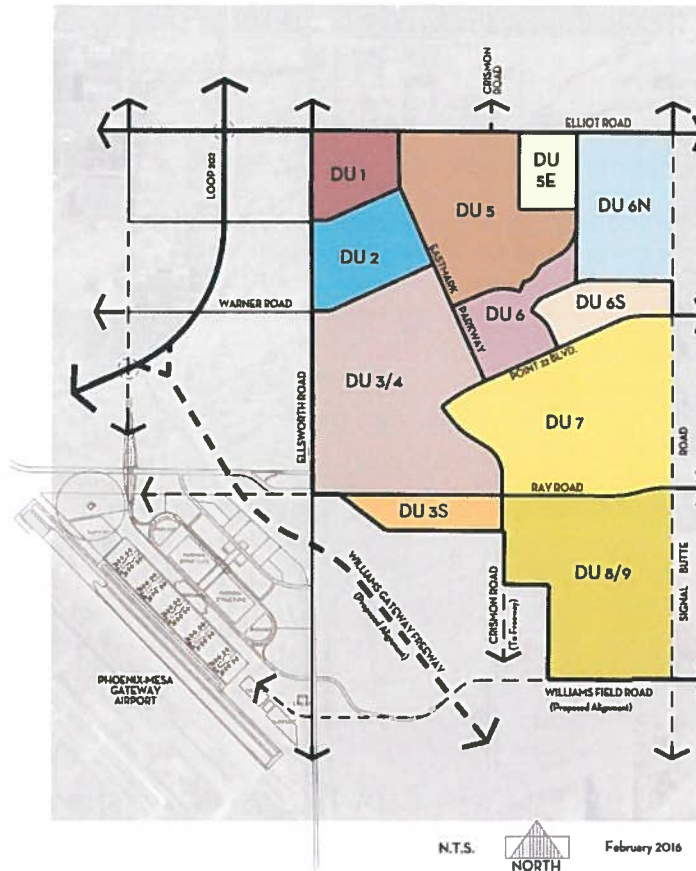 CRISMON
ROAD
ELLIOT ROAD
LOOP 202
DU 1
DU 5
DU
5E
DU 6N
DU 2
EASTMARK
PARKWAY
WARNER ROAD
DU 6
DU 6S
POINT 22 BLVD.
DU 3/4
ELLSWORTH ROAD
DU 7
ROAD
RAY ROAD
DU 3S
WILLIAMS GATEWAY FREEWAY
(Proposed Alignment)
CRISMON ROAD
(To Freeway)
DU 8/9
SIGNAL BUTTE
PHOENIX-MESA
GATEWAY
AIRPORT
WILLIAMS FIELD ROAD
(Proposed Alignment)
N.T.S.
NORTH
February 2016